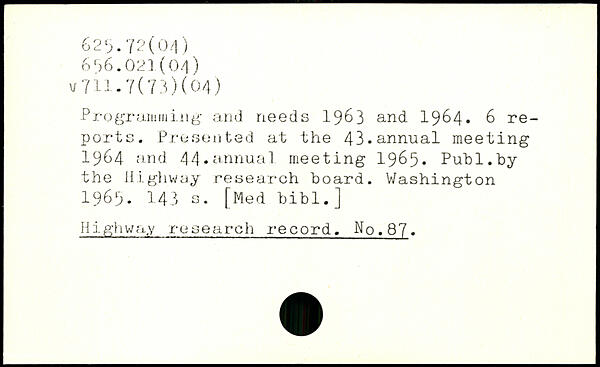 625.72(04)
656.021(04)
v711.7(73)(04)
Programming and needs 1963 and 1964. 6 re-
ports. Presented at the 43.annual meeting
1964 and 44.annual meeting 1965. Publ.by
the Highway research board. Washington
1965. 143 s. [Med bibl.]
Highway research record. No.87.